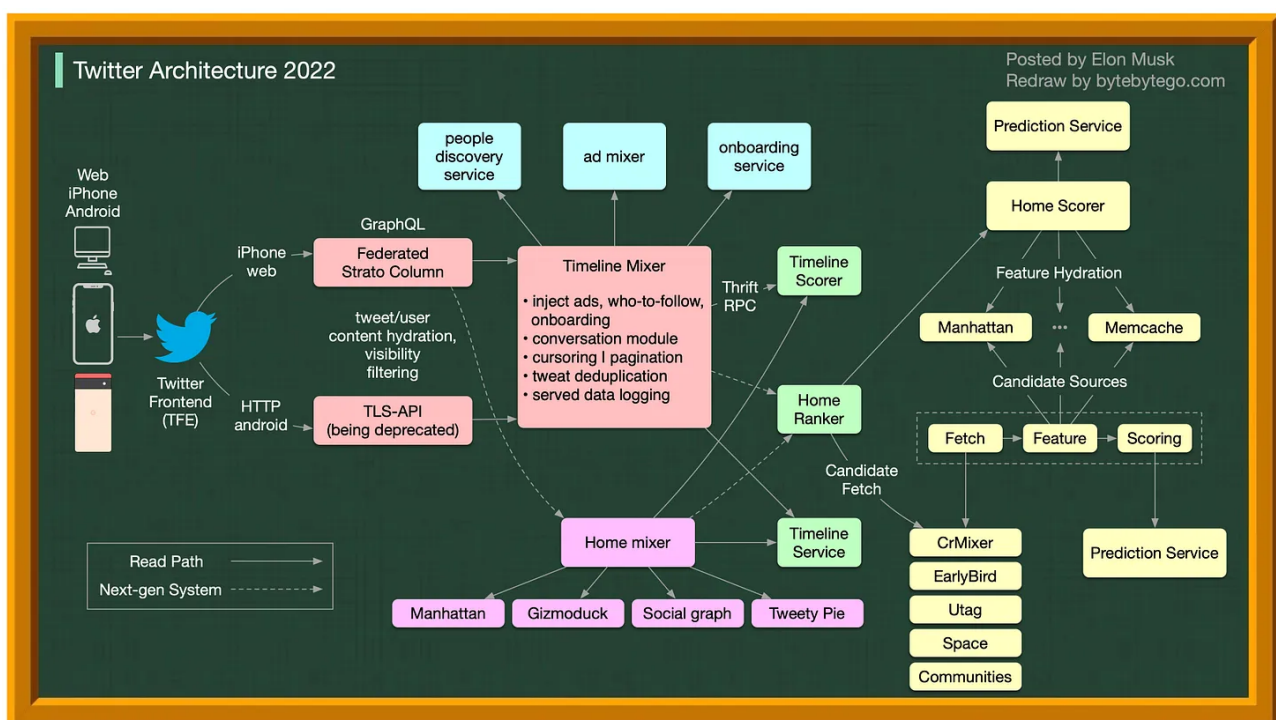 Twitter Architecture 2022
Posted by Elon Musk
Redraw by bytebytego.com
Web
iPhone
Android
Twitter
Frontend
(TFE)
iPhone
web
HTTP
android
GraphQL
Federated
Strato Column
tweet/user
content hydration,
visibility
filtering
TLS-API
(being deprecated)
people
discovery
service
ad mixer
onboarding
service
Timeline Mixer
• inject ads, who-to-follow,
onboarding
• conversation module
• cursoring I pagination
• tweat deduplication
• served data logging
Thrift
RPC
Timeline
Scorer
Home
Ranker
Candidate
Fetch
Timeline
Service
Home mixer
Manhattan
Gizmoduck
Social graph
Tweety Pie
Prediction Service
Home Scorer
Feature Hydration
Manhattan
•••
Memcache
Candidate Sources
Fetch
Feature
Scoring
CrMixer
EarlyBird
Utag
Space
Communities
Prediction Service
Read Path
Next-gen System